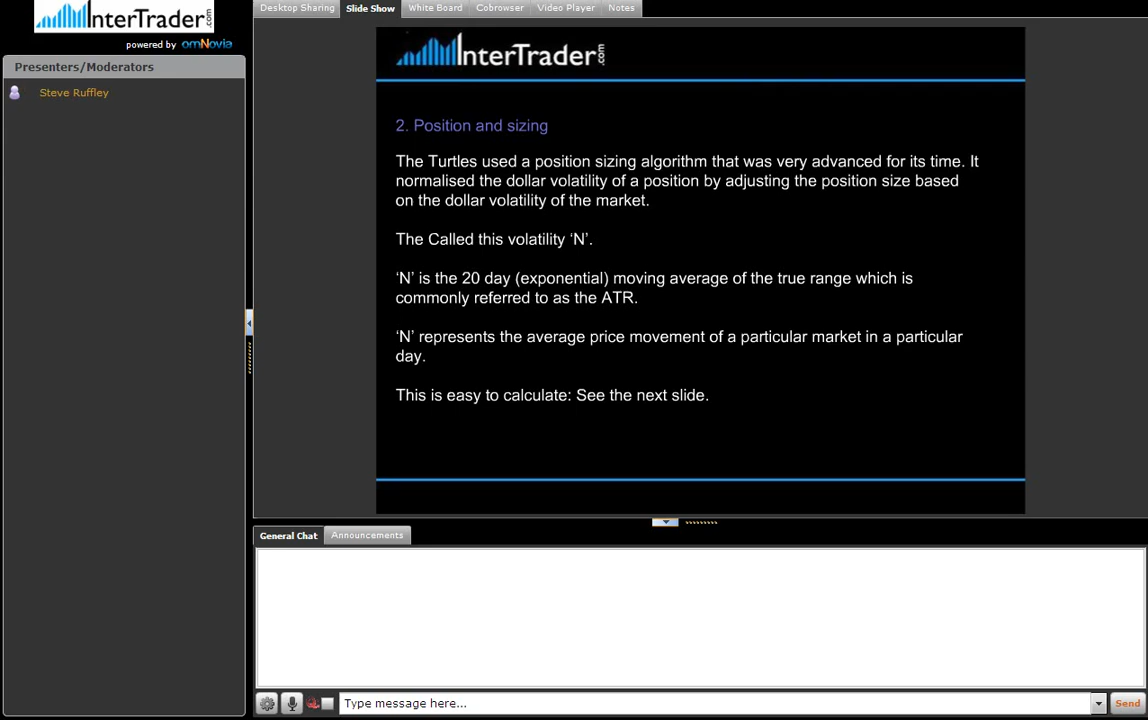 InterTrader.com
powered by omNovia
Presenters/Moderators
Steve Ruffley
Desktop Sharing
Slide Show
White Board
Cobrowser
Video Player
Notes
InterTrader.com
2. Position and sizing
The Turtles used a position sizing algorithm that was very advanced for its time. It
normalised the dollar volatility of a position by adjusting the position size based
on the dollar volatility of the market.
The Called this volatility ‘N’.
‘N’ is the 20 day (exponential) moving average of the true range which is
commonly referred to as the ATR.
‘N’ represents the average price movement of a particular market in a particular
day.
This is easy to calculate: See the next slide.
General Chat
Announcements
Type message here...
Send